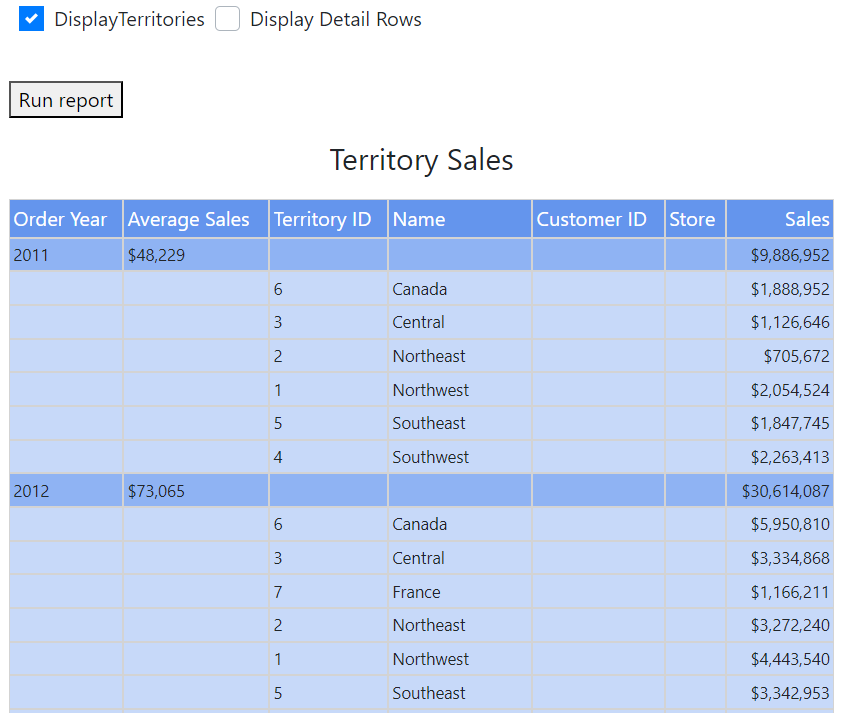 DisplayTerritories Display Detail Rows
Run report
Territory Sales
Order Year Average Sales Territory ID Name Customer ID Store Sales
2011 $48,229 $9,886,952
6 Canada $1,888,952
3 Central $1,126,646
2 Northeast $705,672
1 Northwest $2,054,524
5 Southeast $1,847,745
4 Southwest $2,263,413
2012 $73,065 $30,614,087
6 Canada $5,950,810
3 Central $3,334,868
7 France $1,166,211
2 Northeast $3,272,240
1 Northwest $4,443,540
5 Southeast $3,342,953